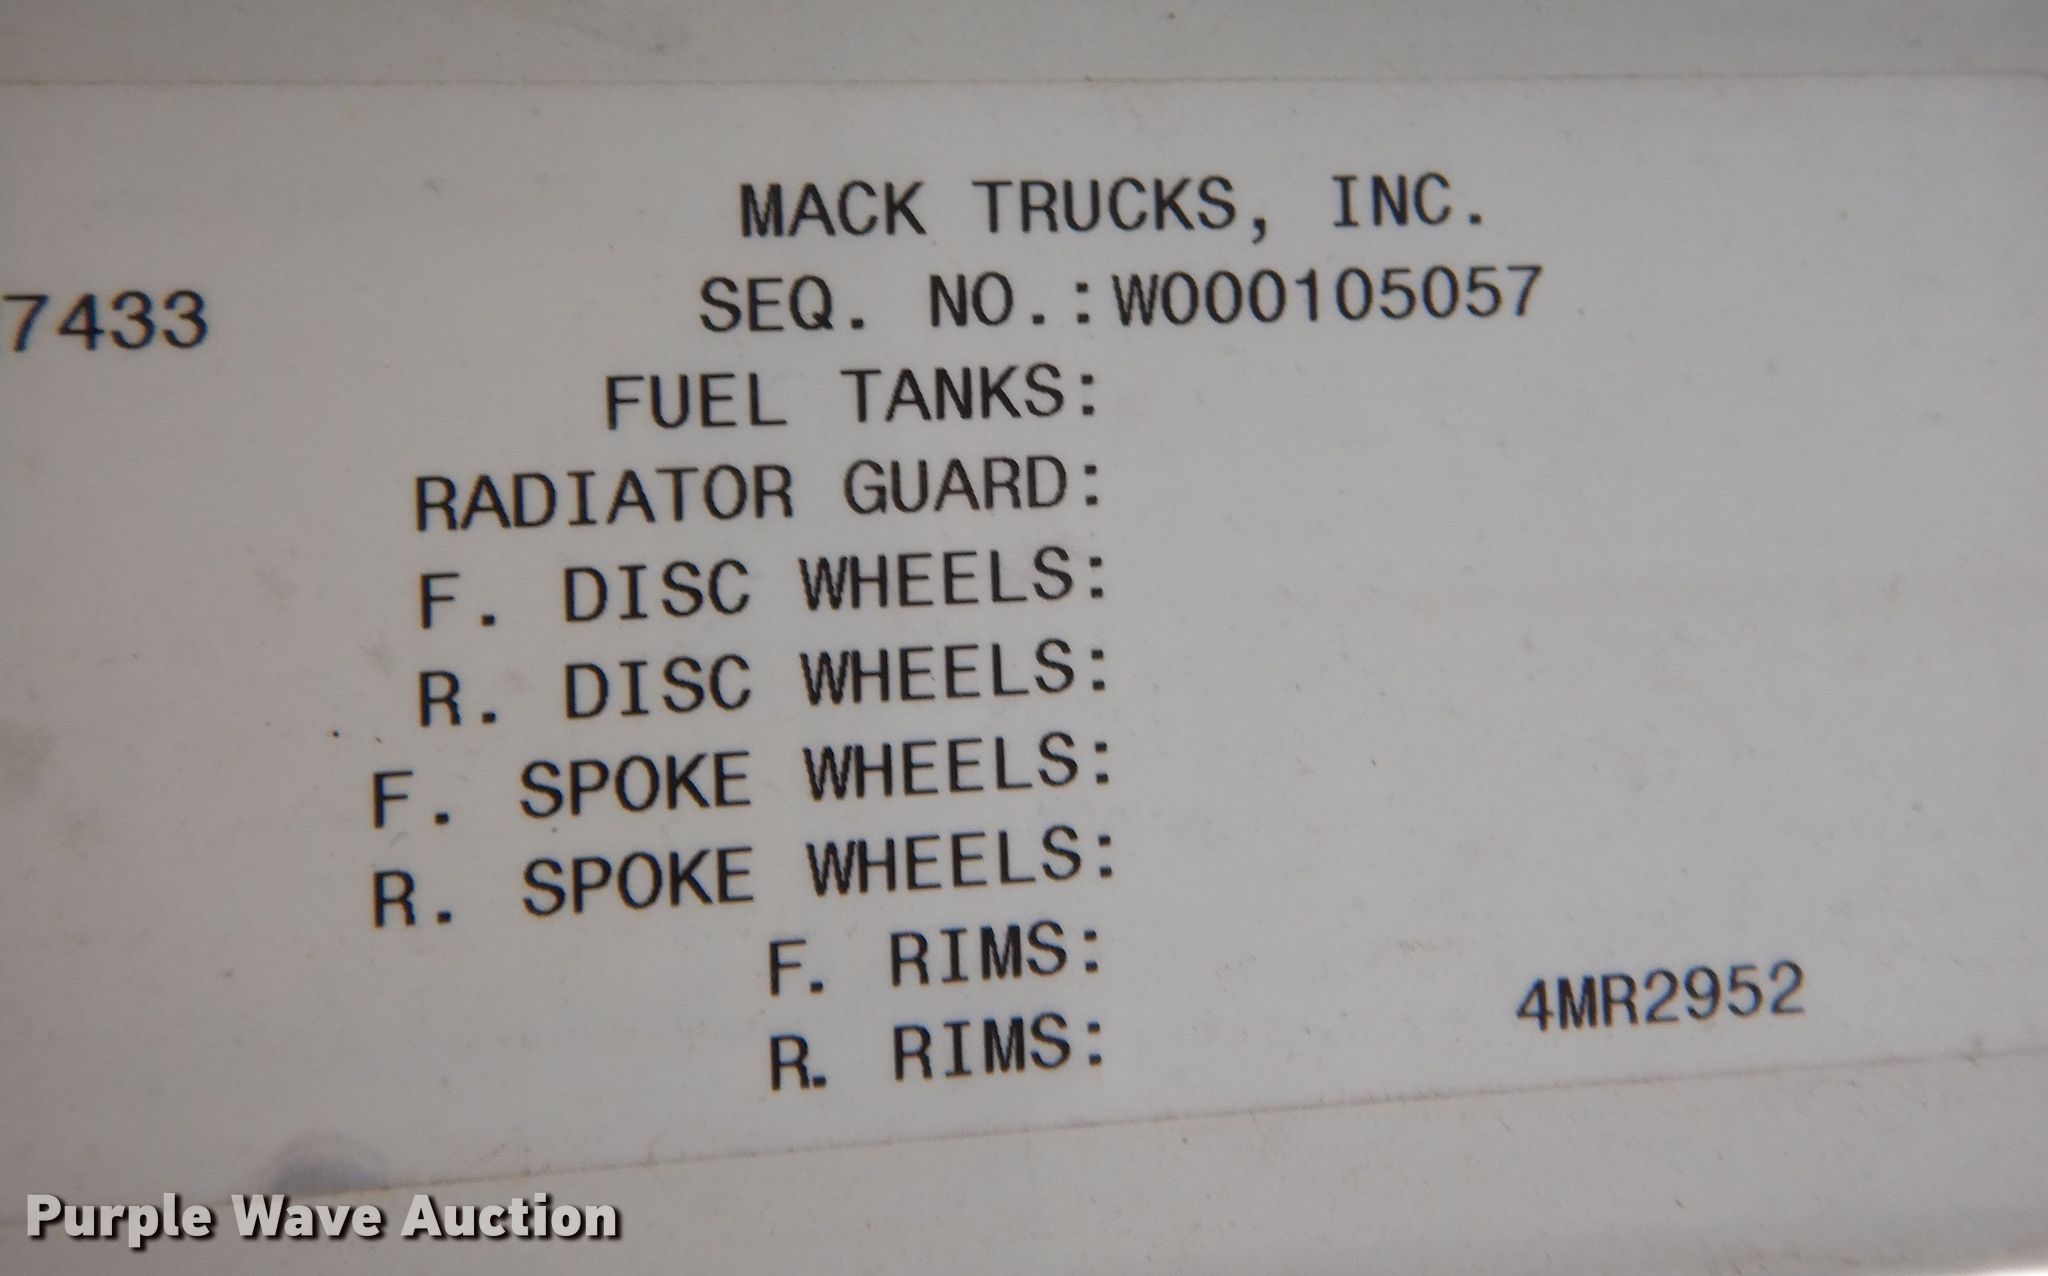 MACK TRUCKS, INC.
7433 SEQ. NO.:W000105057
FUEL TANKS:
RADIATOR GUARD:
F. DISC WHEELS:
R. DISC WHEELS:
F. SPOKE WHEELS:
R. SPOKE WHEELS:
F. RIMS:
R. RIMS:
4MR2952
Purple Wave Auction